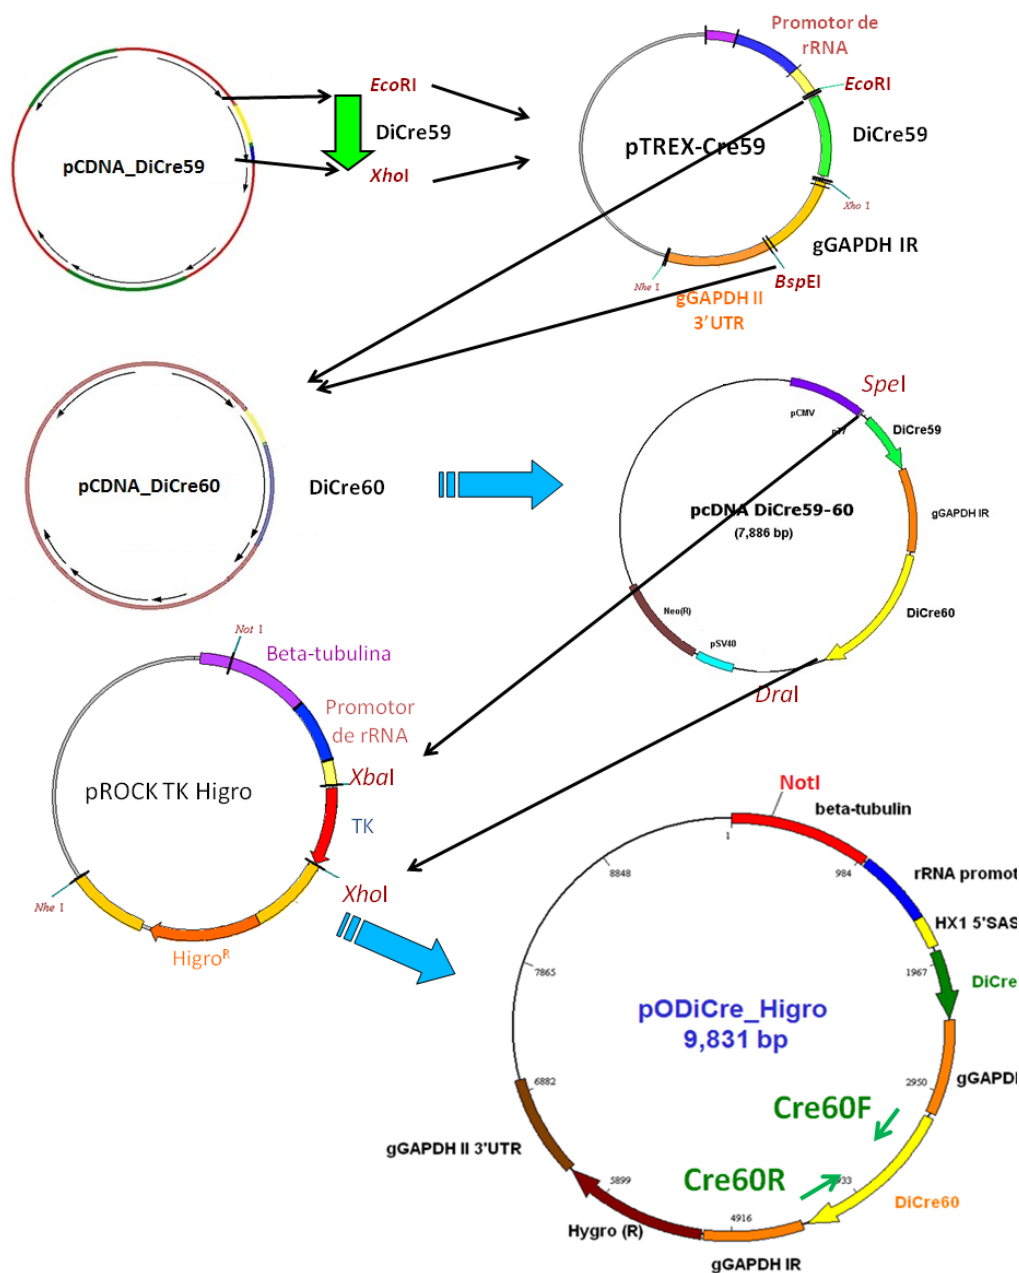 Promotor de
rRNA
EcoRI
EcoRI
DiCre59
DiCre59
pTREX-Cre59
pCDNA_DiCre59
XhoI
Xho 1
gGAPDH IR
Nhe 1
BspEI
gGAPDH II
3'UTR
SpeI
pCMV
DiCre59
pCDNA_DiCre60
DiCre60
pcDNA DiCre59-60
(7,886 bp)
gGAPDH IR
Neo(R)
DiCre60
pSV40
Not 1
Beta-tubulina
DraI
Promotor
de rRNA
XbaI
pROCK TK Higro
TK
NotI
beta-tubulin
1
XhoI
Nhe 1
8848
984
rRNA promot
HX1 5'SAS
HigroR
7865
1967
DiCre
pODiCre_Higro
9,831 bp
gGAPD
6882
2950
Cre60F
gGAPDH II 3'UTR
Cre60R
33
5899
DiCre60
4916
Hygro (R)
gGAPDH IR